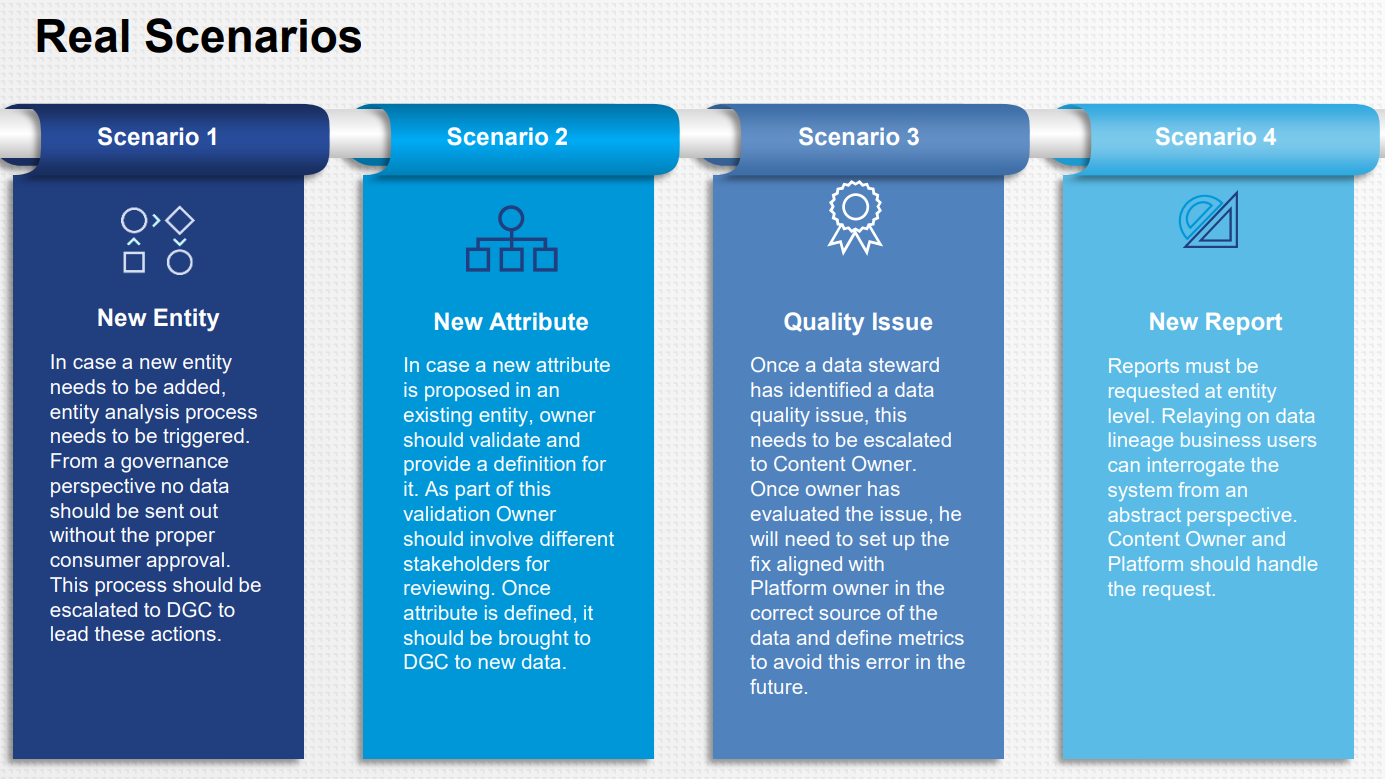 Real Scenarios
Scenario 1
Scenario 2
Scenario 3
Scenario 4
New Entity
In case a new entity
needs to be added,
entity analysis process
needs to be triggered.
From a governance
perspective no data
should be sent out
without the proper
consumer approval.
This process should be
escalated to DGC to
lead these actions.
New Attribute
In case a new attribute
is proposed in an
existing entity, owner
should validate and
provide a definition for
it. As part of this
validation Owner
should involve different
stakeholders for
reviewing. Once
attribute is defined, it
should be brought to
DGC to new data.
Quality Issue
Once a data steward
has identified a data
quality issue, this
needs to be escalated
to Content Owner.
Once owner has
evaluated the issue, he
will need to set up the
fix aligned with
Platform owner in the
correct source of the
data and define metrics
to avoid this error in the
future.
New Report
Reports must be
requested at entity
level. Relaying on data
lineage business users
can interrogate the
system from an
abstract perspective.
Content Owner and
Platform should handle
the request.